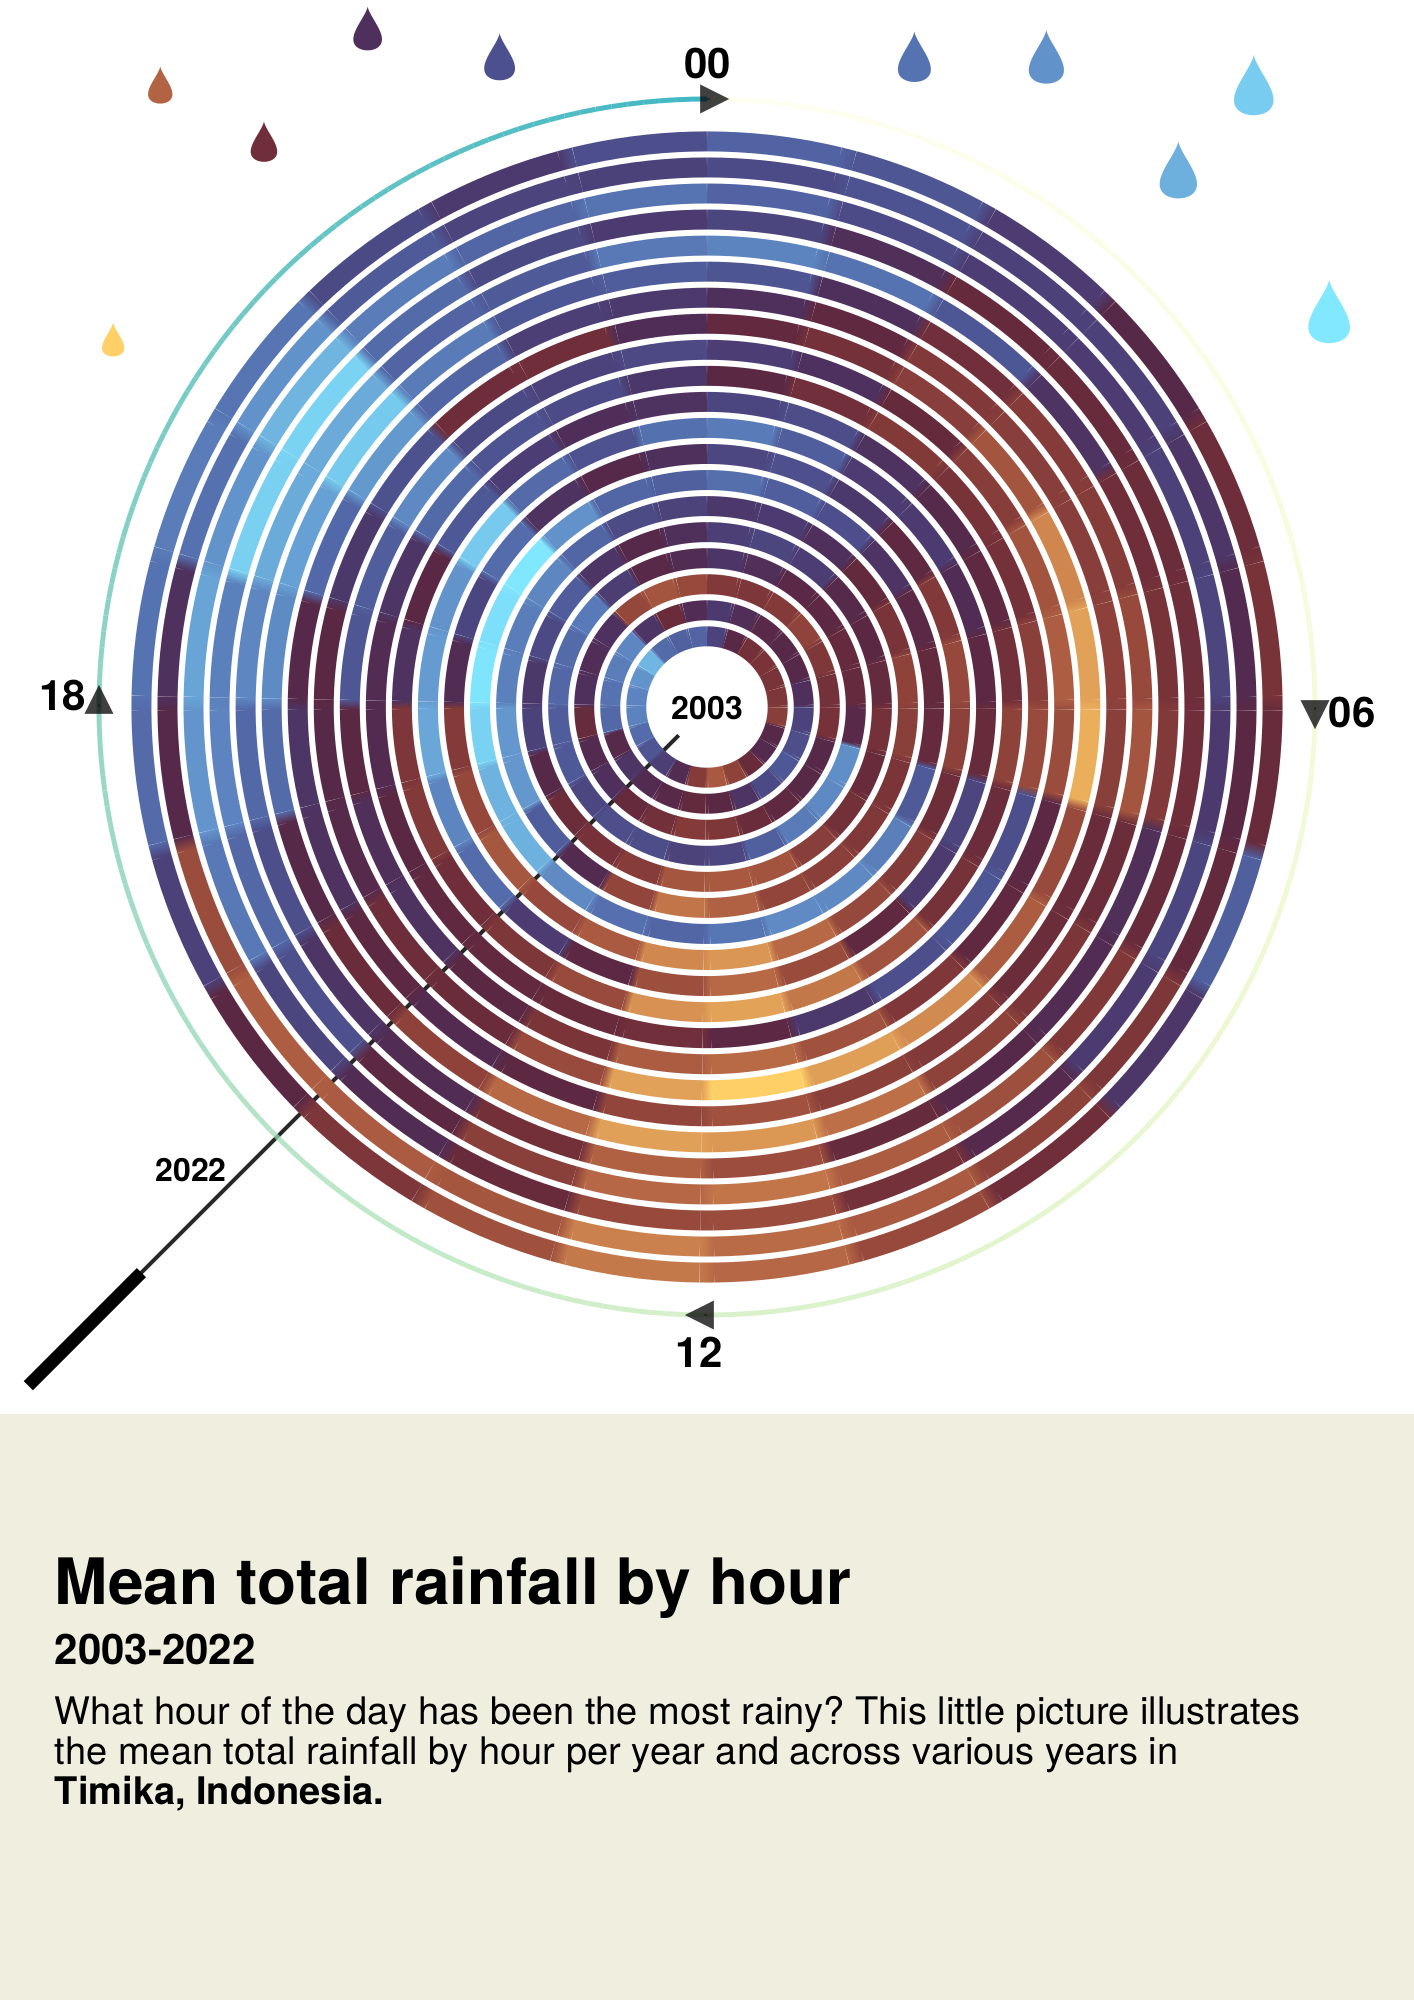 00
18
2003
06
2022
12
Mean total rainfall by hour
2003-2022
What hour of the day has been the most rainy? This little picture illustrates
the mean total rainfall by hour per year and across various years in
Timika, Indonesia.